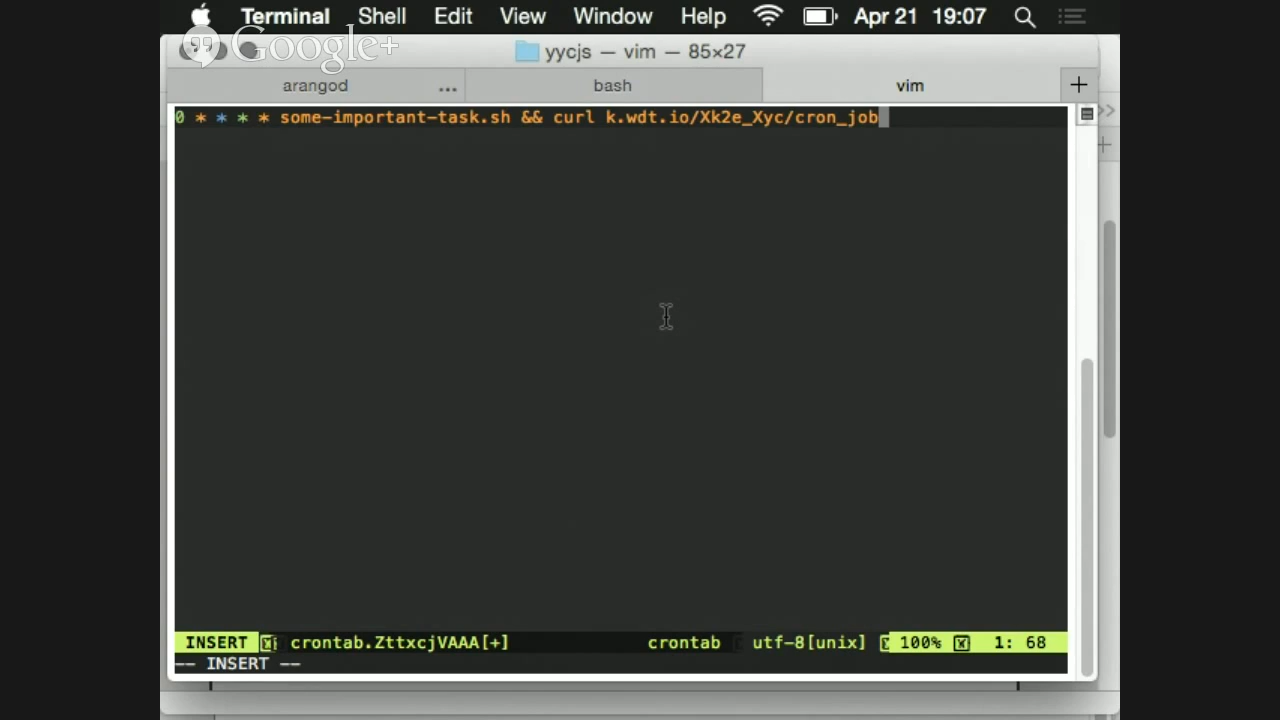 Terminal Shell Edit View Window Help Apr 21 19:07
Google+
yycjs — vim — 85×27
arangod ... bash vim +
0 * * * * some-important-task.sh && curl k.wdt.io/Xk2e_Xyc/cron_job
INSERT crontab.ZttxcjVAAA[+] crontab utf-8[unix] 100% 1: 68
-- INSERT --